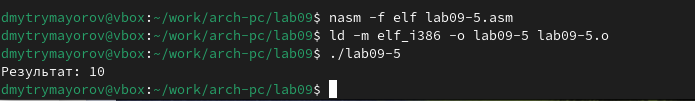 dmytrymayorov@vbox:~/work/arch-pc/lab09$ nasm -f elf lab09-5.asm
dmytrymayorov@vbox:~/work/arch-pc/lab09$ ld -m elf_i386 -o lab09-5 lab09-5.o
dmytrymayorov@vbox:~/work/arch-pc/lab09$ ./lab09-5
Результат: 10
dmytrymayorov@vbox:~/work/arch-pc/lab09$